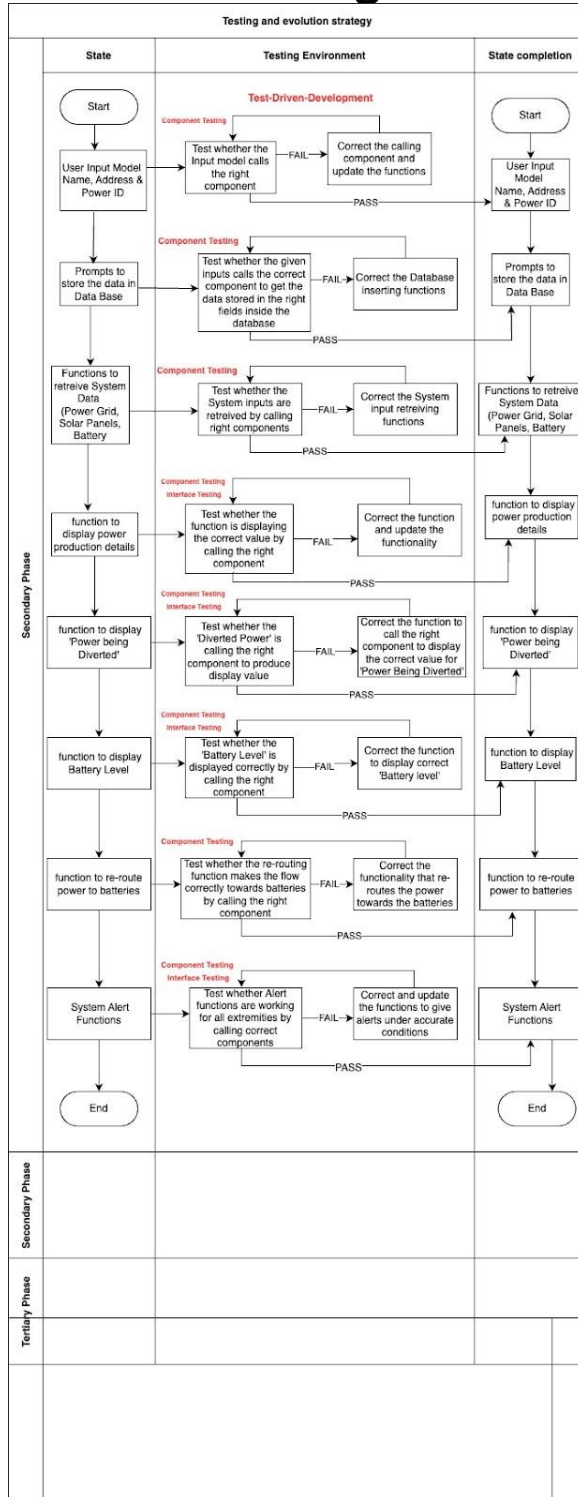 Testing and evolution strategy
State
Testing Environment
State completion
Secondary Phase
Start
Test-Driven-Development
Start
Component Testing
User Input Model
Name, Address &
Power ID
Test whether the
Input model calls
the right
component
FAIL
Correct the calling
component and
update the functions
PASS
User Input
Model
Name, Address
& Power ID
Component Testing
Prompts to
store the data in
Data Base
Test whether the given
inputs calls the correct
component to get the
data stored in the right
fields inside the
database
FAIL
Correct the Database
inserting functions
PASS
Prompts to
store the data in
Data Base
Component Testing
Functions to
retreive System
Data
(Power Grid,
Solar Panels,
Battery
Test whether the
System inputs are
retreived by calling
right components
FAIL
Correct the System
input retreiving
functions
PASS
Functions to retreive
System Data
(Power Grid, Solar
Panels, Battery
Component Testing
Interface Testing
function to
display power
production details
Test whether the
function is displaying
the correct value by
calling the right
component
FAIL
Correct the function
and update the
functionality
PASS
function to display
power production
details
Component Testing
Interface Testing
function to display
'Power being
Diverted'
Test whether the
'Diverted Power' is
calling the right
component to produce
display value
FAIL
Correct the function to
call the right
component to display
the correct value for
'Power Being Diverted'
PASS
function to display
'Power being
Diverted'
Component Testing
Interface Testing
function to display
Battery Level
Test whether the
'Battery Level' is
displayed correctly by
calling the right
component
FAIL
Correct the function
to display correct
'Battery level'
PASS
function to display
Battery Level
Component Testing
function to re-route
power to batteries
Test whether the re-routing
function makes the flow
correctly towards batteries
by calling the right
component
FAIL
Correct the
functionality that re-
routes the power
towards the batteries
PASS
function to re-route
power to batteries
Component Testing
Interface Testing
System Alert
Functions
Test whether Alert
functions are working
for all extremities by
calling correct
components
FAIL
Correct and update
the functions to give
alerts under accurate
conditions
PASS
System Alert
Functions
End
End
Secondary Phase
Tertiary Phase